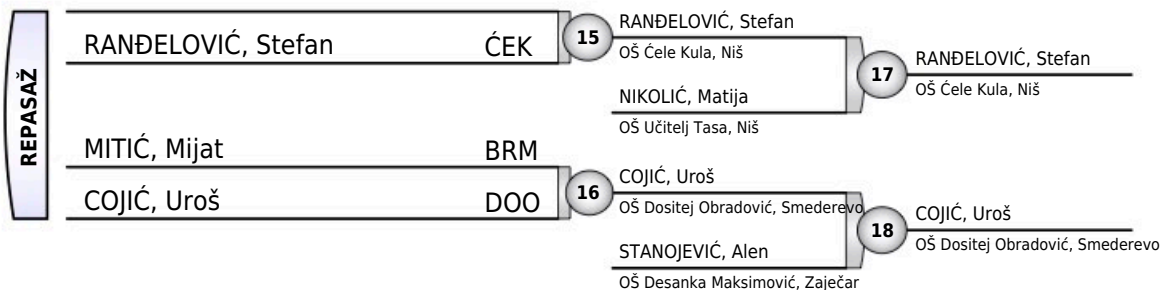 REPASAŽ
RANĐELOVIĆ, Stefan ĆEK
MITIĆ, Mijat BRM
COJIĆ, Uroš DOO
15
RANĐELOVIĆ, Stefan
OŠ Ćele Kula, Niš
NIKOLIĆ, Matija
OŠ Učitelj Tasa, Niš
16
COJIĆ, Uroš
OŠ Dositej Obradović, Smederevo
STANOJEVIĆ, Alen
OŠ Desanka Maksimović, Zaječar
17
RANĐELOVIĆ, Stefan
OŠ Ćele Kula, Niš
18
COJIĆ, Uroš
OŠ Dositej Obradović, Smederevo